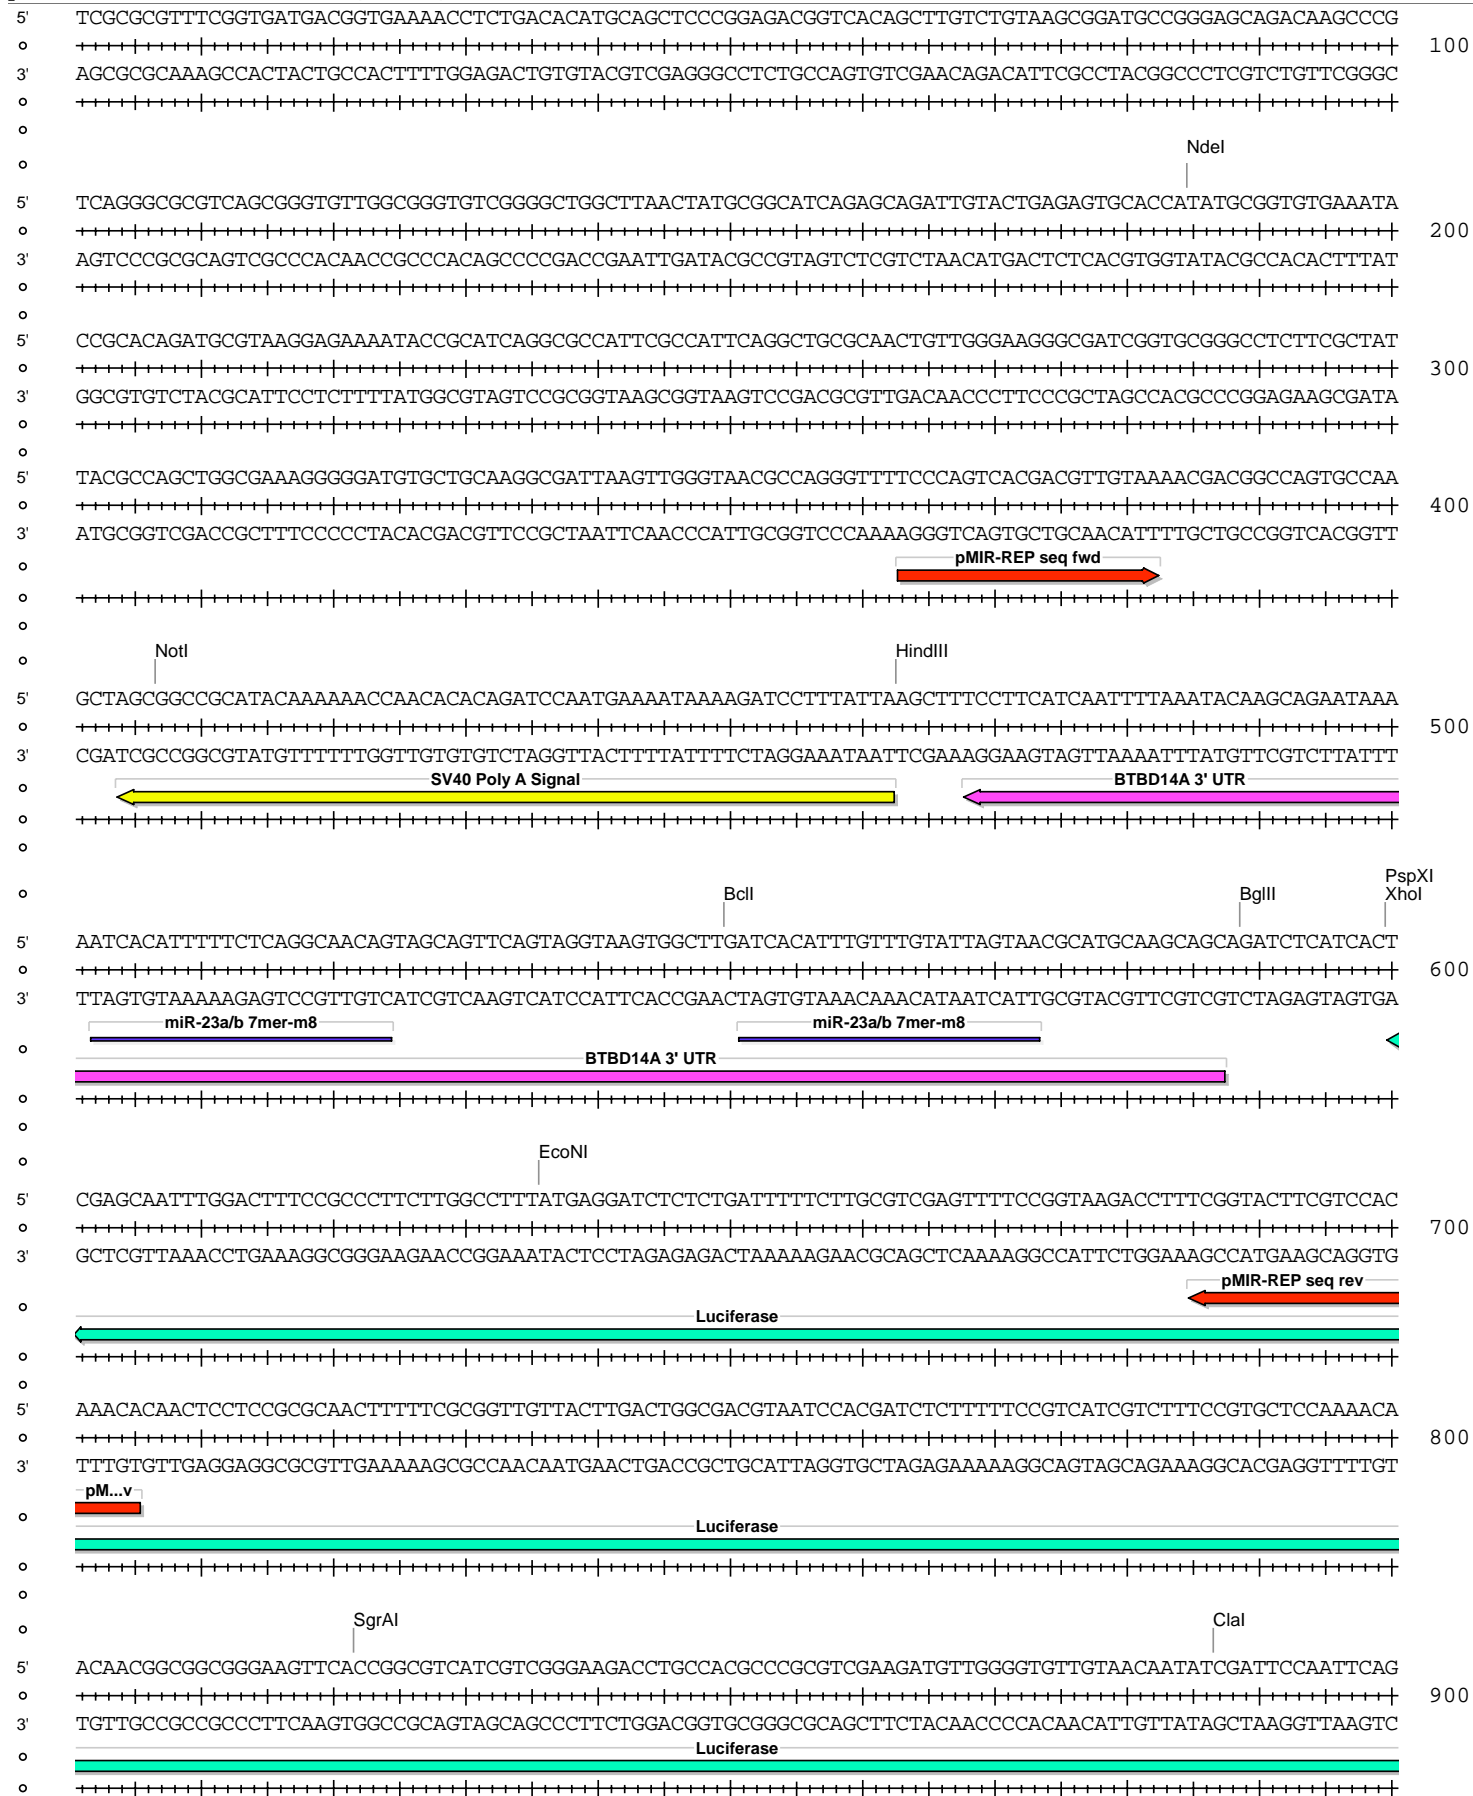 5' TCGCGCGTTTCGGTGATGACGGTGAAAACCTCTGACACATGCAGCTCCCGGAGACGGTCACAGCTTGTCTGTAAGCGGATGCCGGGAGCAGACAAGCCCG
100
3' AGCGCGCAAAGCCACTACTGCCACTTTTGGAGACTGTGTACGTCGAGGGCCTCTGCCAGTGTCGAACAGACATTCGCCTACGGCCCTCGTCTGTTCGGGC
NdeI
5' TCAGGGCGCGTCAGCGGGTGTTGGCGGGTGTCGGGGCTGGCTTAACTATGCGGCATCAGAGCAGATTGTACTGAGAGTGCACCATATGCGGTGTGAAATA
200
3' AGTCCCGCGCAGTCGCCCACAACCGCCCACAGCCCCGACCGAATTGATACGCCGTAGTCTCGTCTAACATGACTCTCACGTGGTATACGCCACACTTTAT
5' CCGCACAGATGCGTAAGGAGAAAATACCGCATCAGGCGCCATTCGCCATTCAGGCTGCGCAACTGTTGGGAAGGGCGATCGGTGCGGGCCTCTTCGCTAT
300
3' GGCGTGTCTACGCATTCCTCTTTTATGGCGTAGTCCGCGGTAAGCGGTAAGTCCGACGCGTTGACAACCCTTCCCGCTAGCCACGCCCGGAGAAGCGATA
5' TACGCCAGCTGGCGAAAGGGGGATGTGCTGCAAGGCGATTAAGTTGGGTAACGCCAGGGTTTTCCCAGTCACGACGTTGTAAAACGACGGCCAGTGCCAA
400
3' ATGCGGTCGACCGCTTTCCCCCTACACGACGTTCCGCTAATTCAACCCATTGCGGTCCCAAAAGGGTCAGTGCTGCAACATTTTGCTGCCGGTCACGGTT
pMIR-REP seq fwd
NotI HindIII
5' GCTAGCGGCCGCATACAAAAAACCAACACACAGATCCAATGAAAATAAAAGATCCTTTATTAAGCTTTCCTTCATCAATTTTAAATACAAGCAGAATAAA
500
3' CGATCGCCGGCGTATGTTTTTTGGTTGTGTGTCTAGGTTACTTTTATTTTCTAGGAAATAATTCGAAAGGAAGTAGTTAAAATTTATGTTCGTCTTATTT
SV40 Poly A Signal BTBD14A 3' UTR
PspXI
BclI BglII XhoI
5' AATCACATTTTTCTCAGGCAACAGTAGCAGTTCAGTAGGTAAGTGGCTTGATCACATTTGTTTGTATTAGTAACGCATGCAAGCAGCAGATCTCATCACT
600
3' TTAGTGTAAAAAGAGTCCGTTGTCATCGTCAAGTCATCCATTCACCGAACTAGTGTAAACAAACATAATCATTGCGTACGTTCGTCGTCTAGAGTAGTGA
miR-23a/b 7mer-m8 miR-23a/b 7mer-m8
BTBD14A 3' UTR
EcoNI
5' CGAGCAATTTGGACTTTCCGCCCTTCTTGGCCTTTATGAGGATCTCTCTGATTTTTCTTGCGTCGAGTTTTCCGGTAAGACCTTTCGGTACTTCGTCCAC
700
3' GCTCGTTAAACCTGAAAGGCGGGAAGAACCGGAAATACTCCTAGAGAGACTAAAAAGAACGCAGCTCAAAAGGCCATTCTGGAAAGCCATGAAGCAGGTG
pMIR-REP seq rev
Luciferase
5' AAACACAACTCCTCCGCGCAACTTTTTCGCGGTTGTTACTTGACTGGCGACGTAATCCACGATCTCTTTTTCCGTCATCGTCTTTCCGTGCTCCAAAACA
800
3' TTTGTGTTGAGGAGGCGCGTTGAAAAAGCGCCAACAATGAACTGACCGCTGCATTAGGTGCTAGAGAAAAAGGCAGTAGCAGAAAGGCACGAGGTTTTGT
pM...v
Luciferase
SgrAI ClaI
5' ACAACGGCGGCGGGAAGTTCACCGGCGTCATCGTCGGGAAGACCTGCCACGCCCGCGTCGAAGATGTTGGGGTGTTGTAACAATATCGATTCCAATTCAG
900
3' TGTTGCCGCCGCCCTTCAAGTGGCCGCAGTAGCAGCCCTTCTGGACGGTGCGGGCGCAGCTTCTACAACCCCACAACATTGTTATAGCTAAGGTTAAGTC
Luciferase